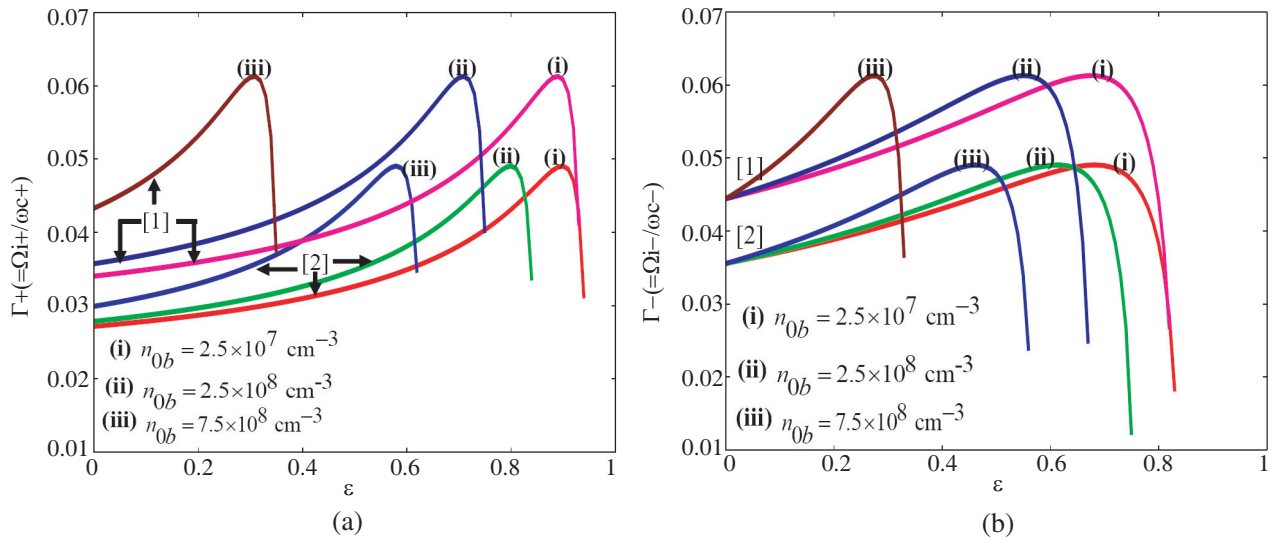 0.07
0.06
0.05
0.04
0.03
0.02
0.01
Γ+(=Ωi+/ωc+)
(iii)
(ii)
(i)
(iii)
(ii)
(i)
[1]
[2]
(i) n0b = 2.5×10^7 cm−3
(ii) n0b = 2.5×10^8 cm-3
(iii) n0b = 7.5×10^8 cm−3
0 0.2 0.4 0.6 0.8 1
ε
(a)
0.07
0.06
0.05
0.04
0.03
0.02
0.01
Γ−(=Ωi−/ωc−)
(iii)
(ii)
(i)
[1]
(iii)
(ii)
(i)
[2]
(i) n0b = 2.5×10^7 cm−3
(ii) n0b = 2.5×10^8 cm-3
(iii) n0b = 7.5×10^8 cm−3
0 0.2 0.4 0.6 0.8 1
ε
(b)